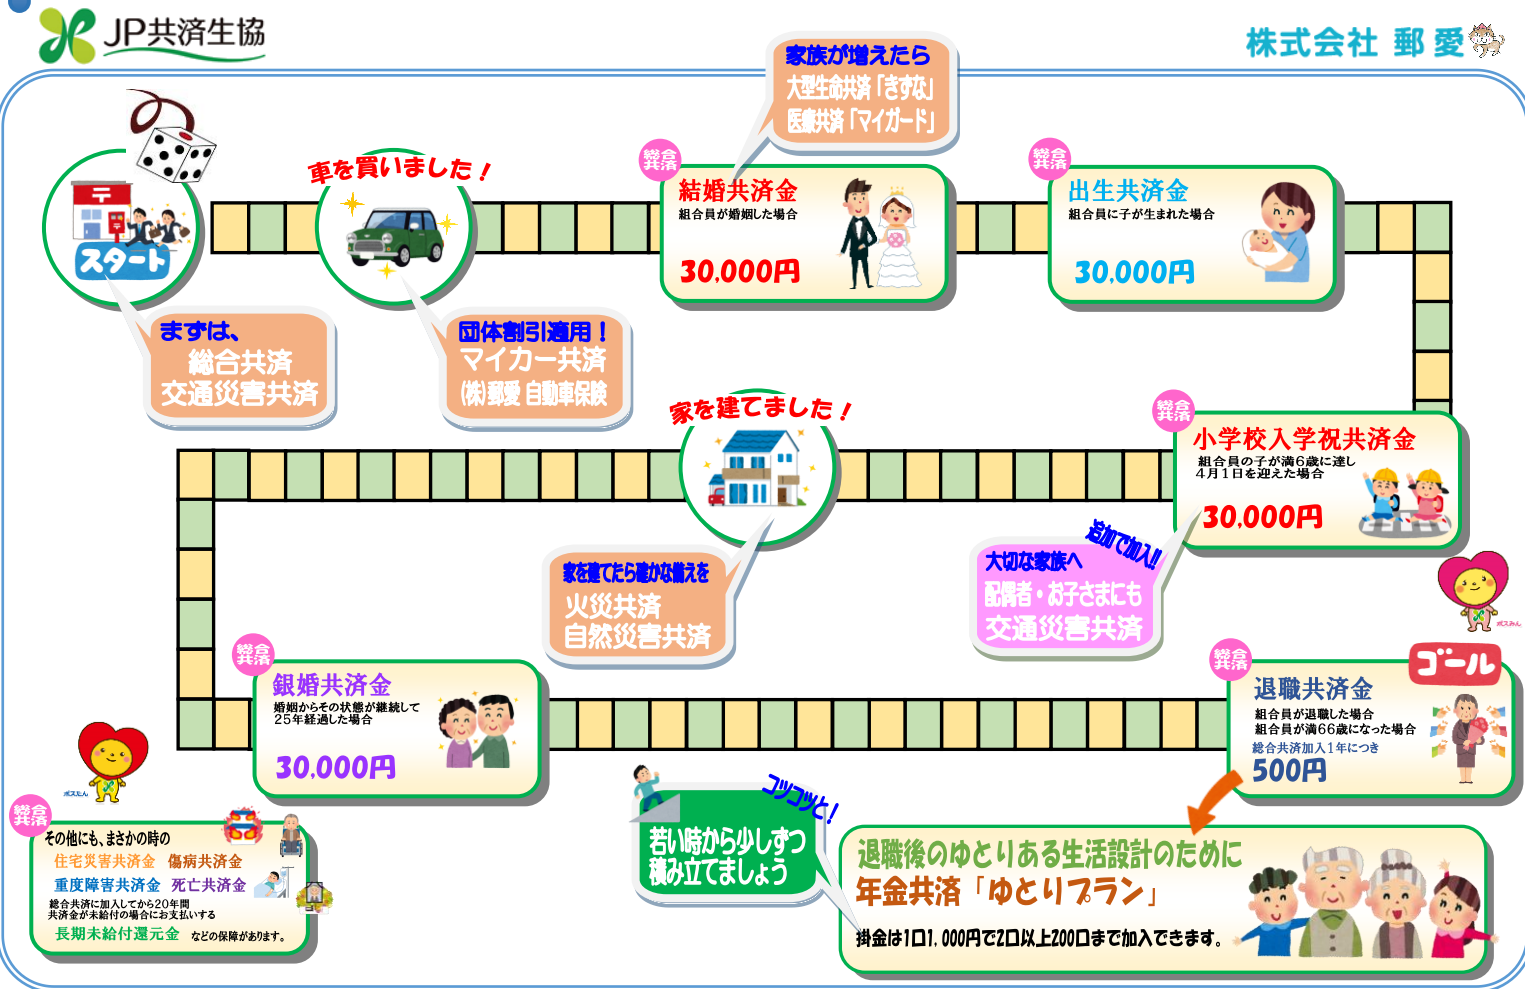 JP共済生協
株式会社 郵愛
家族が増えたら
大型生命共済「きずな」
医療共済「マイガード」
スタート
まずは、
総合共済
交通災害共済
車を買いました！
団体割引適用！
マイカー共済
(株)郵愛 自動車保険
総合
共済
結婚共済金
組合員が婚姻した場合
30,000円
総合
共済
出生共済金
組合員に子が生まれた場合
30,000円
総合
共済
小学校入学祝共済金
組合員の子が満6歳に達し
4月1日を迎えた場合
30,000円
追加で加入!!
大切な家族へ
配偶者・お子さまにも
交通災害共済
家を建てました！
家を建てたら確かな備えを
火災共済
自然災害共済
総合
共済
銀婚共済金
婚姻からその状態が継続して
25年経過した場合
30,000円
ポスみん
総合
共済
ゴール
退職共済金
組合員が退職した場合
組合員が満66歳になった場合
総合共済加入1年につき
500円
ポスたん
総合
共済
その他にも、まさかの時の
住宅災害共済金 傷病共済金
重度障害共済金 死亡共済金
総合共済に加入してから20年間
共済金が未給付の場合にお支払いする
長期未給付還元金 などの保障があります。
コツコツと!
若い時から少しずつ
積み立てましょう
退職後のゆとりある生活設計のために
年金共済「ゆとりプラン」
掛金は1口1,000円で2口以上200口まで加入できます。